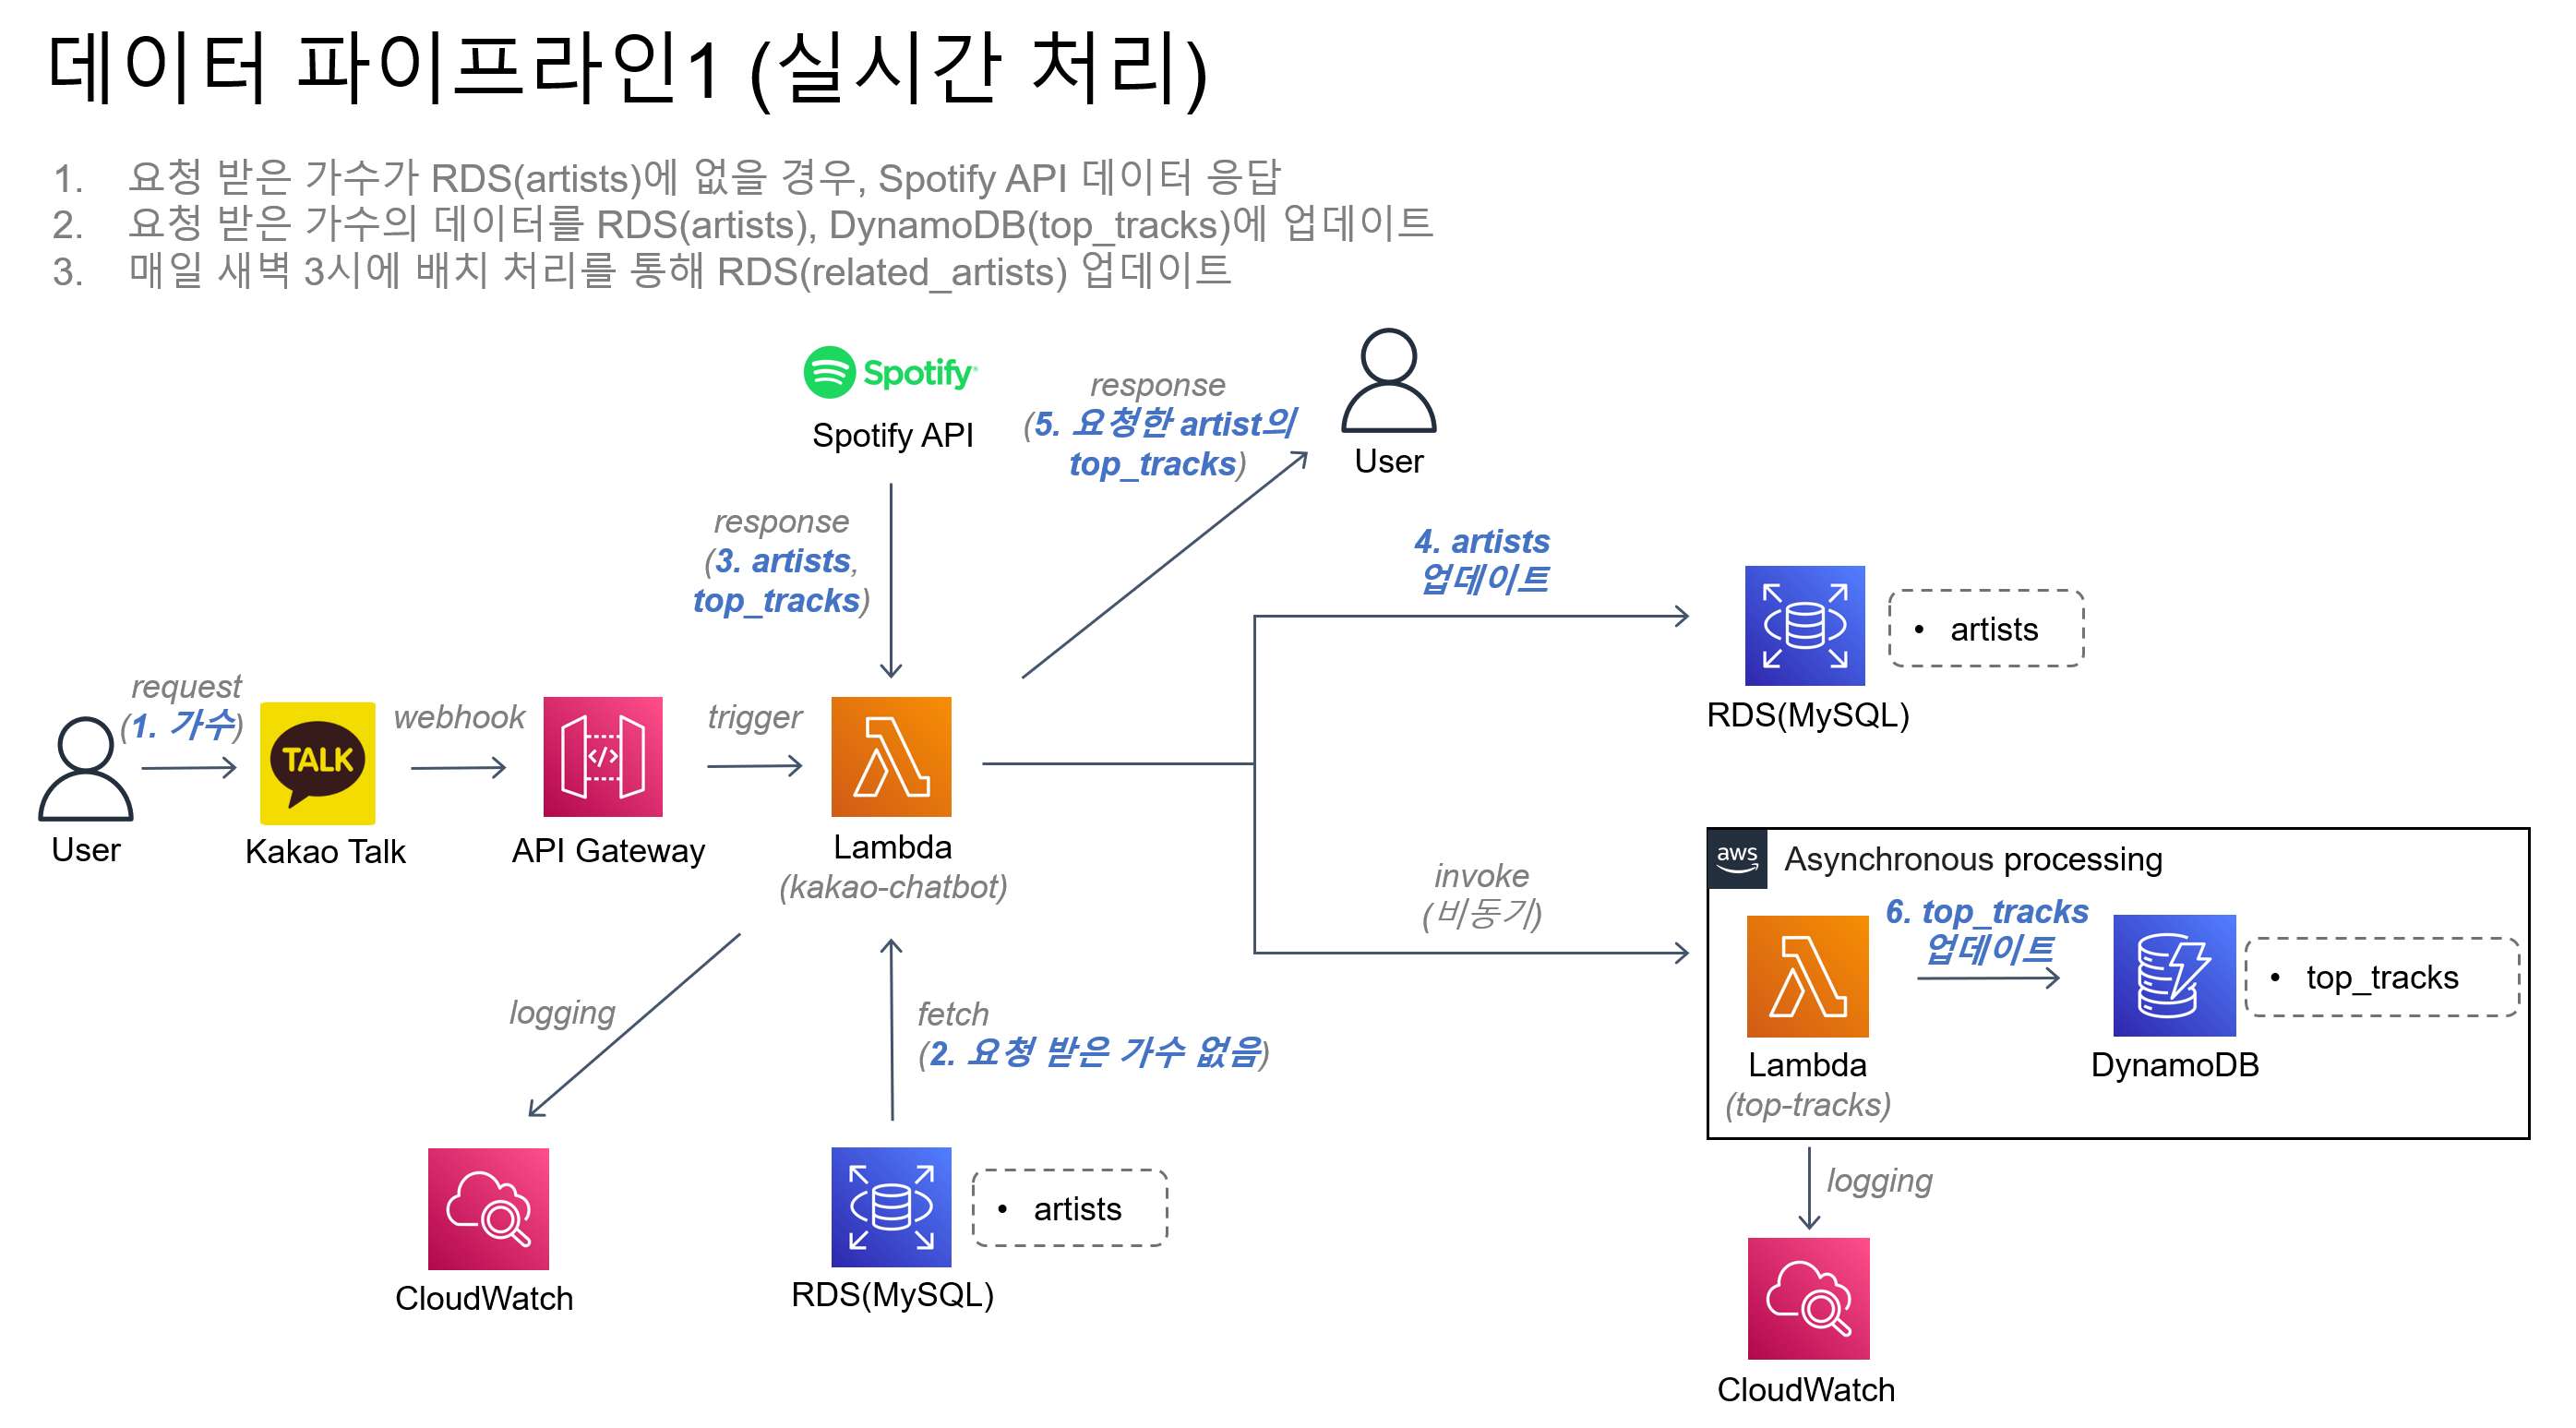 데이터 파이프라인1 (실시간 처리)
1. 요청 받은 가수가 RDS(artists)에 없을 경우, Spotify API 데이터 응답
2. 요청 받은 가수의 데이터를 RDS(artists), DynamoDB(top_tracks)에 업데이트
3. 매일 새벽 3시에 배치 처리를 통해 RDS(related_artists) 업데이트
Spotify
Spotify API
response
(5. 요청한 artist의
top_tracks)
User
response
(3. artists,
top_tracks)
4. artists
업데이트
• artists
RDS(MySQL)
request
(1. 가수)
User
TALK
Kakao Talk
webhook
API Gateway
trigger
Lambda
(kakao-chatbot)
invoke
(비동기)
aws
Asynchronous processing
6. top_tracks
업데이트
Lambda
(top-tracks)
DynamoDB
• top_tracks
logging
CloudWatch
logging
CloudWatch
fetch
(2. 요청 받은 가수 없음)
• artists
RDS(MySQL)